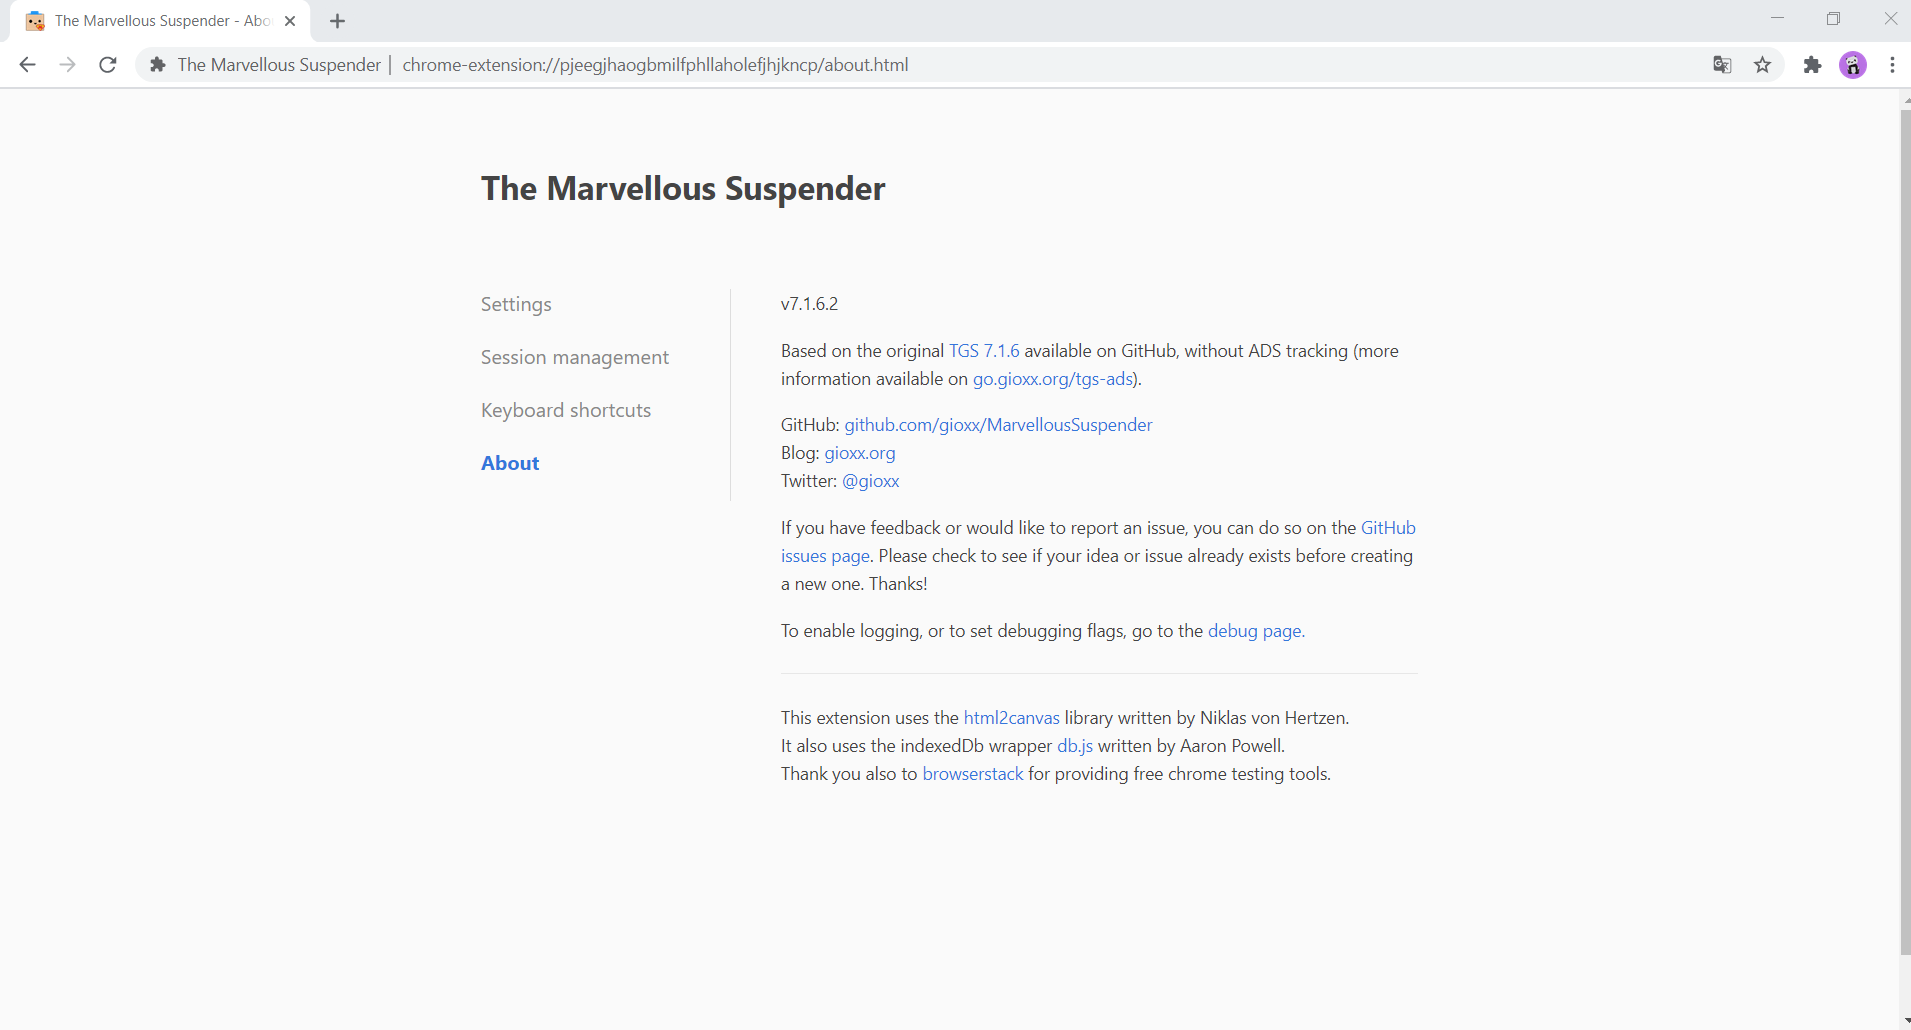 The Marvellous Suspender - Abo
The Marvellous Suspender | chrome-extension://pjeegjhaogbmilfphllaholefjhjkncp/about.html
The Marvellous Suspender
Settings
Session management
Keyboard shortcuts
About
v7.1.6.2
Based on the original TGS 7.1.6 available on GitHub, without ADS tracking (more
information available on go.gioxx.org/tgs-ads).
GitHub: github.com/gioxx/MarvellousSuspender
Blog: gioxx.org
Twitter: @gioxx
If you have feedback or would like to report an issue, you can do so on the GitHub
issues page. Please check to see if your idea or issue already exists before creating
a new one. Thanks!
To enable logging, or to set debugging flags, go to the debug page.
This extension uses the html2canvas library written by Niklas von Hertzen.
It also uses the indexedDb wrapper db.js written by Aaron Powell.
Thank you also to browserstack for providing free chrome testing tools.